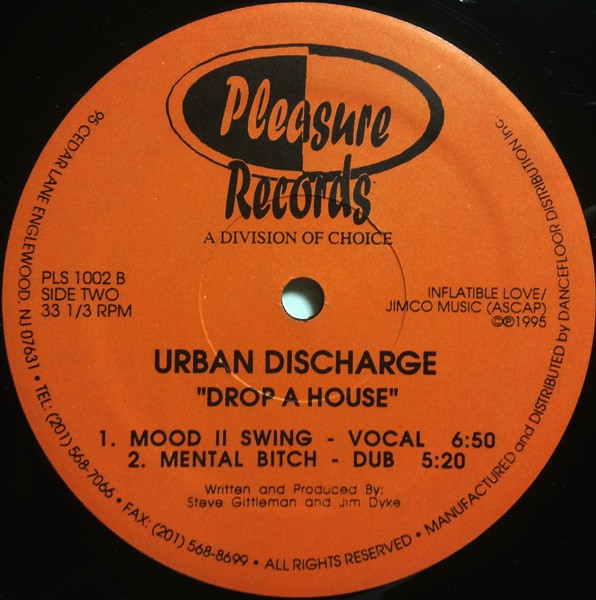 Pleasure
Records
A DIVISION OF CHOICE
PLS 1002 B
SIDE TWO
33 1/3 RPM
INFLATIBLE LOVE/
JIMCO MUSIC (ASCAP)
©℗1995
URBAN DISCHARGE
"DROP A HOUSE"
1. MOOD II SWING - VOCAL 6:50
2. MENTAL BITCH - DUB 5:20
Written and Produced By:
Steve Gittleman and Jim Dyke
95 CEDAR LANE ENGLEWOOD, NJ 07631 • TEL: (201) 568-7066 • FAX: (201) 568-8699 • ALL RIGHTS RESERVED • MANUFACTURED and DISTRIBUTED by DANCEFLOOR DISTRIBUTION Inc.